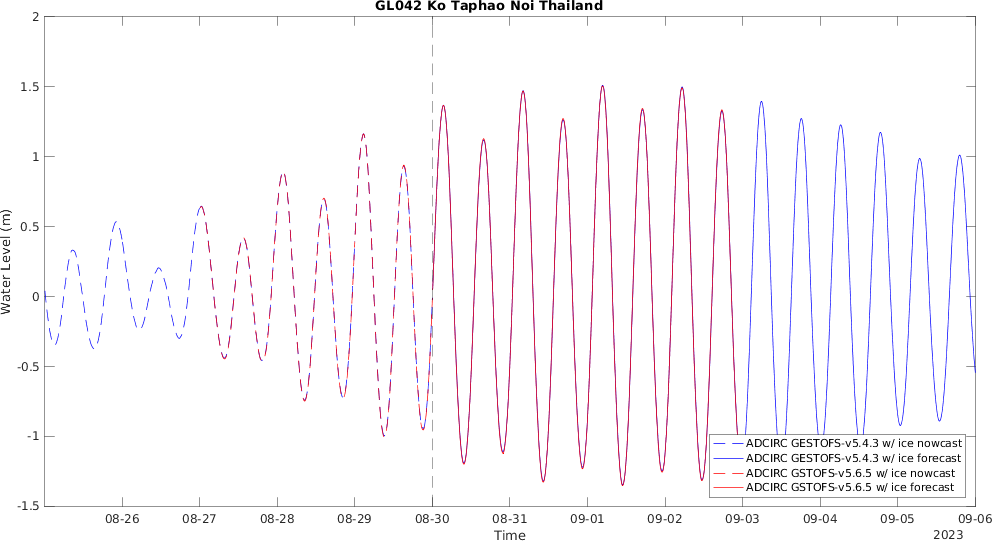 GL042 Ko Taphao Noi Thailand
2
1.5
1
0.5
0
-0.5
-1
-1.5
Water Level (m)
ADCIRC GESTOFS-v5.4.3 w/ ice nowcast
ADCIRC GESTOFS-v5.4.3 w/ ice forecast
ADCIRC GSTOFS-v5.6.5 w/ ice nowcast
ADCIRC GSTOFS-v5.6.5 w/ ice forecast
08-26 08-27 08-28 08-29 08-30 08-31 09-01 09-02 09-03 09-04 09-05 09-06
Time
2023